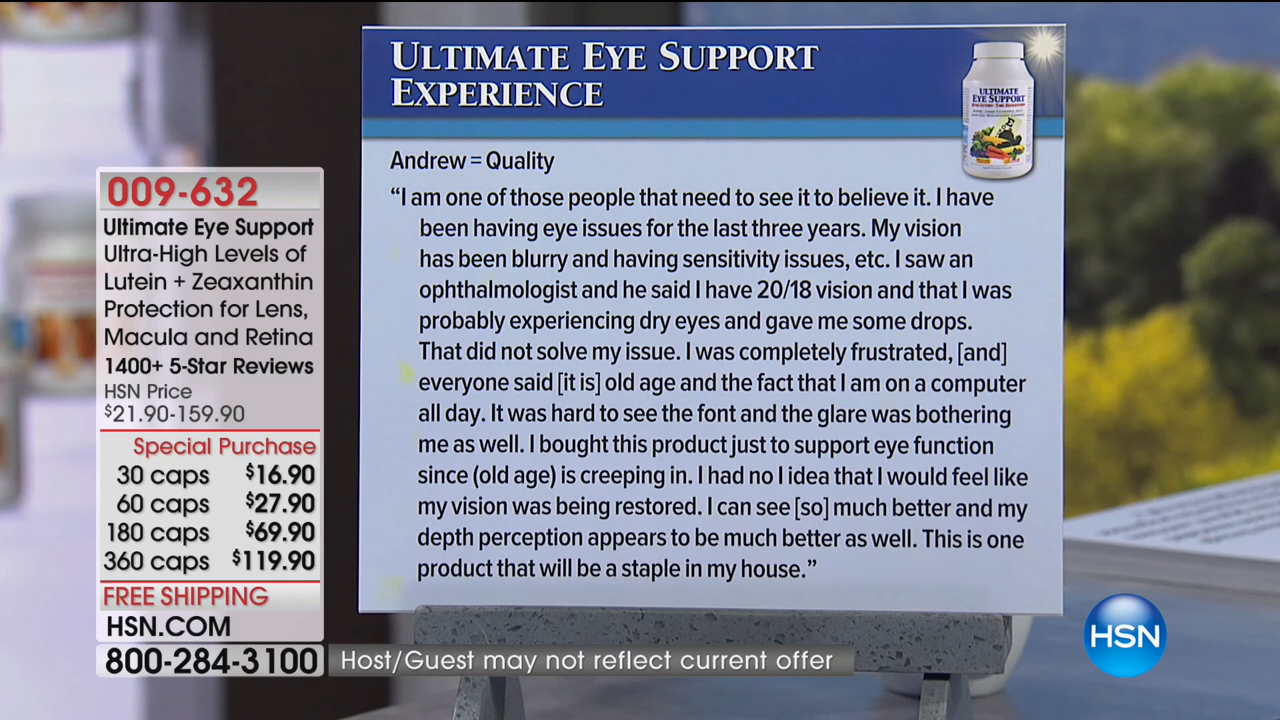 ULTIMATE EYE SUPPORT
EXPERIENCE
ULTIMATE
EYE SUPPORT
Andrew = Quality
“I am one of those people that need to see it to believe it. I have
been having eye issues for the last three years. My vision
has been blurry and having sensitivity issues, etc. I saw an
ophthalmologist and he said I have 20/18 vision and that I was
probably experiencing dry eyes and gave me some drops.
That did not solve my issue. I was completely frustrated, [and]
everyone said [it is] old age and the fact that I am on a computer
all day. It was hard to see the font and the glare was bothering
me as well. I bought this product just to support eye function
since (old age) is creeping in. I had no I idea that I would feel like
my vision was being restored. I can see [so] much better and my
depth perception appears to be much better as well. This is one
product that will be a staple in my house.”
009-632
Ultimate Eye Support
Ultra-High Levels of
Lutein + Zeaxanthin
Protection for Lens,
Macula and Retina
1400+ 5-Star Reviews
HSN Price
$21.90-159.90
Special Purchase
30 caps $16.90
60 caps $27.90
180 caps $69.90
360 caps $119.90
FREE SHIPPING
HSN.COM
800-284-3100
Host/Guest may not reflect current offer
HSN